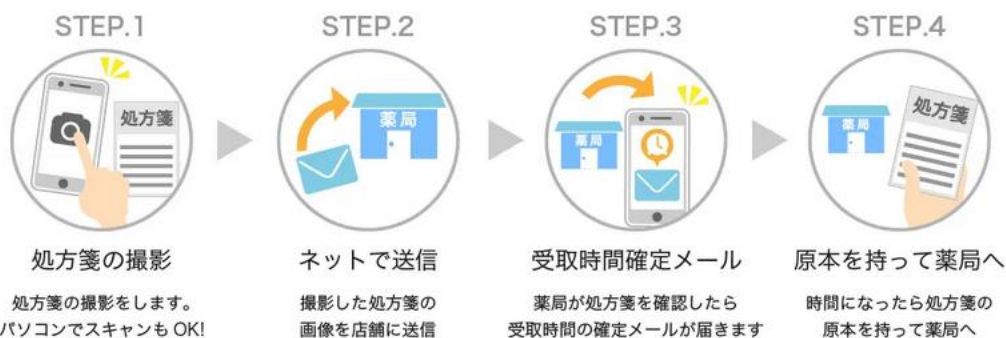 STEP.1
処方箋
処方箋の撮影
処方箋の撮影をします。
パソコンでスキャンも OK!
STEP.2
薬局
ネットで送信
撮影した処方箋の
画像を店舗に送信
STEP.3
薬局
受取時間確定メール
薬局が処方箋を確認したら
受取時間の確定メールが届きます
STEP.4
薬局
処方箋
原本を持って薬局へ
時間になったら処方箋の
原本を持って薬局へ